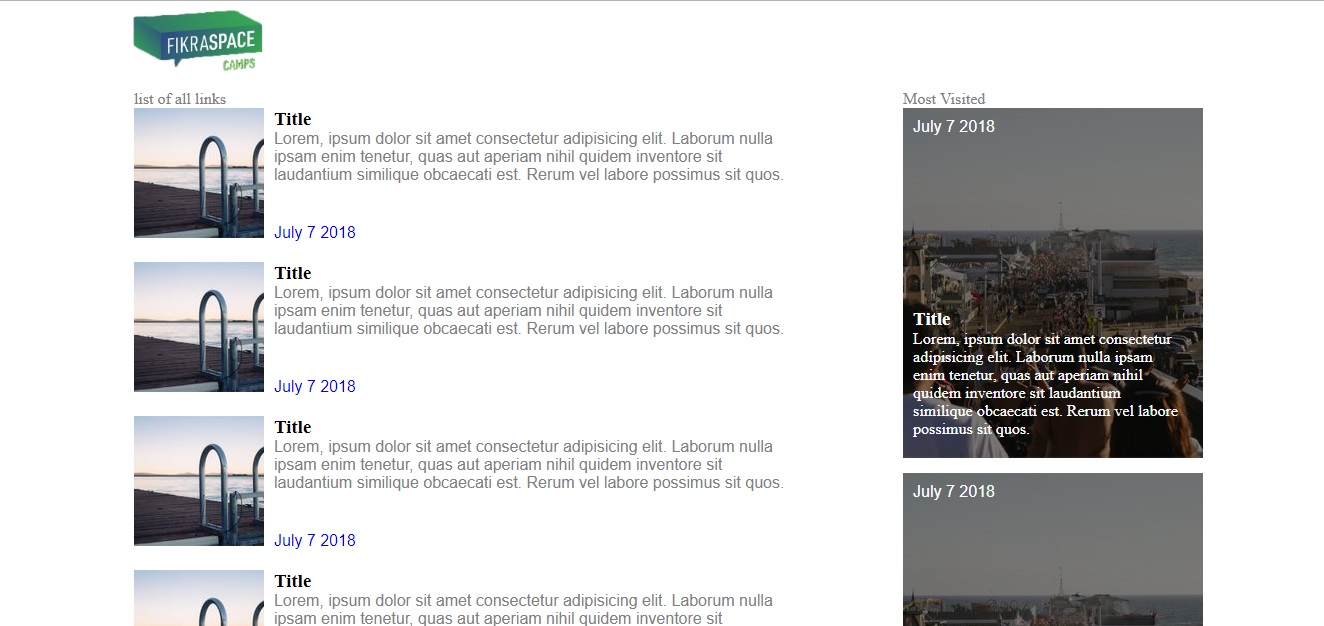 FIKRASPACE
CAMPS
list of all links
Title
Lorem, ipsum dolor sit amet consectetur adipisicing elit. Laborum nulla
ipsam enim tenetur, quas aut aperiam nihil quidem inventore sit
laudantium similique obcaecati est. Rerum vel labore possimus sit quos.
July 7 2018
Title
Lorem, ipsum dolor sit amet consectetur adipisicing elit. Laborum nulla
ipsam enim tenetur, quas aut aperiam nihil quidem inventore sit
laudantium similique obcaecati est. Rerum vel labore possimus sit quos.
July 7 2018
Title
Lorem, ipsum dolor sit amet consectetur adipisicing elit. Laborum nulla
ipsam enim tenetur, quas aut aperiam nihil quidem inventore sit
laudantium similique obcaecati est. Rerum vel labore possimus sit quos.
July 7 2018
Title
Lorem, ipsum dolor sit amet consectetur adipisicing elit. Laborum nulla
ipsam enim tenetur, quas aut aperiam nihil quidem inventore sit
Most Visited
July 7 2018
Title
Lorem, ipsum dolor sit amet consectetur
adipisicing elit. Laborum nulla ipsam
enim tenetur, quas aut aperiam nihil
quidem inventore sit laudantium
similique obcaecati est. Rerum vel labore
possimus sit quos.
July 7 2018